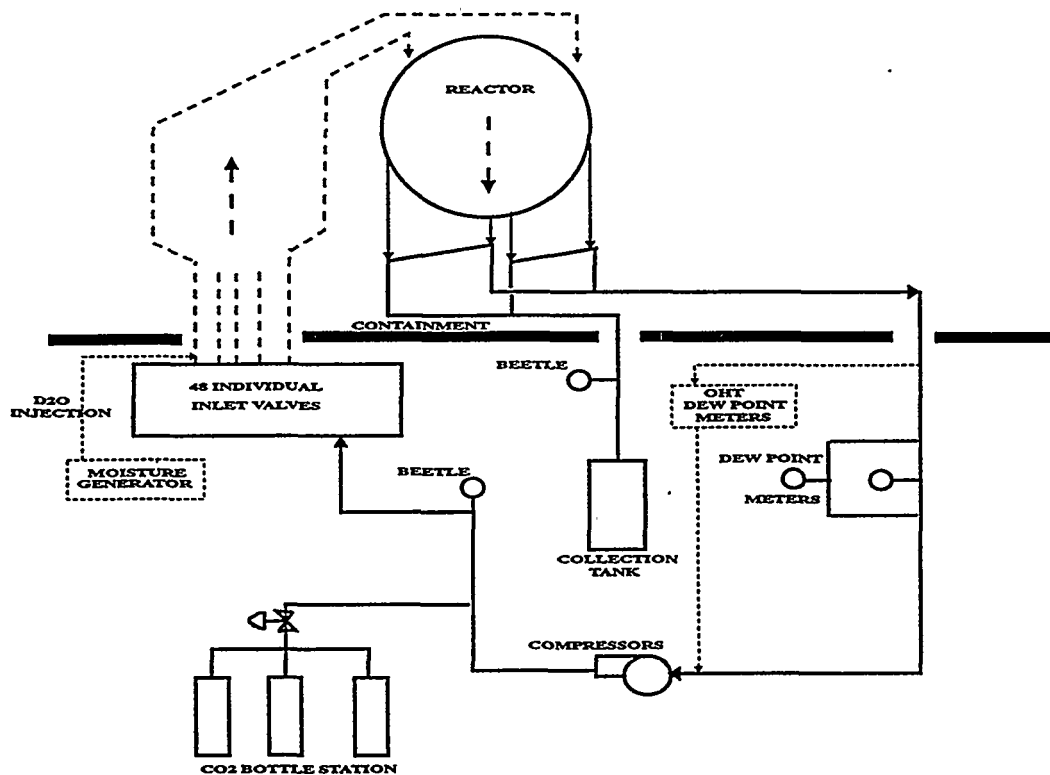 REACTOR
CONTAINMENT
48 INDIVIDUAL
INLET VALVES
D2O
INJECTION
MOISTURE
GENERATOR
BEETLE
BEETLE
OHT
DEW POINT
METERS
DEW POINT
METERS
COLLECTION
TANK
COMPRESSORS
CO2 BOTTLE STATION